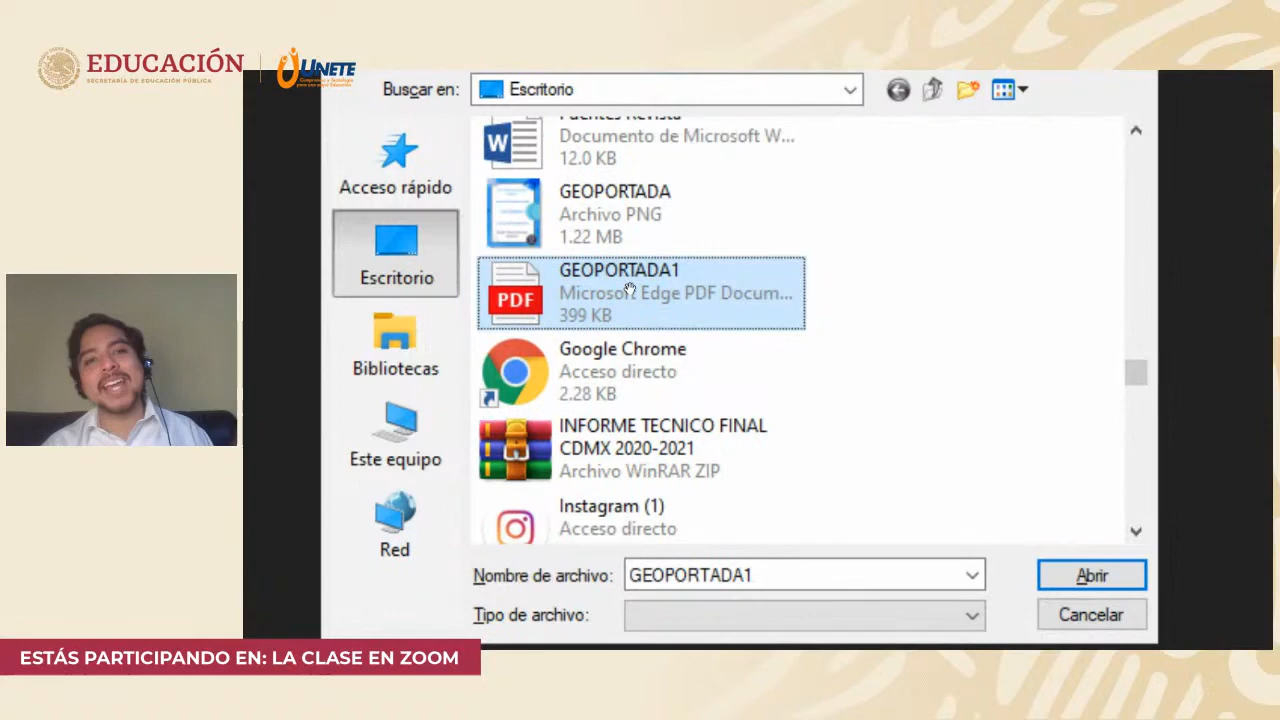 EDUCACIÓN
SECRETARÍA DE EDUCACIÓN PÚBLICA
UNETE
Buscar en:
Escritorio
Acceso rápido
Escritorio
Bibliotecas
Este equipo
Red
Fuentes Revista
Documento de Microsoft W...
12.0 KB
GEOPORTADA
Archivo PNG
1.22 MB
PDF
GEOPORTADA1
Microsoft Edge PDF Docum...
399 KB
Google Chrome
Acceso directo
2.28 KB
INFORME TECNICO FINAL
CDMX 2020-2021
Archivo WinRAR ZIP
Instagram (1)
Acceso directo
Nombre de archivo:
GEOPORTADA1
Abrir
Tipo de archivo:
Cancelar
ESTÁS PARTICIPANDO EN: LA CLASE EN ZOOM